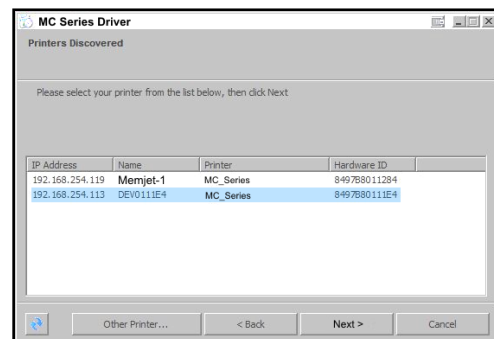 MC Series Driver
Printers Discovered
Please select your printer from the list below, then click Next
IP Address Name Printer Hardware ID
192.168.254.119 Memjet-1 MC_Series 8497B8011284
192.168.254.113 DEV0111E4 MC_Series 8497B80111E4
Other Printer... < Back Next > Cancel